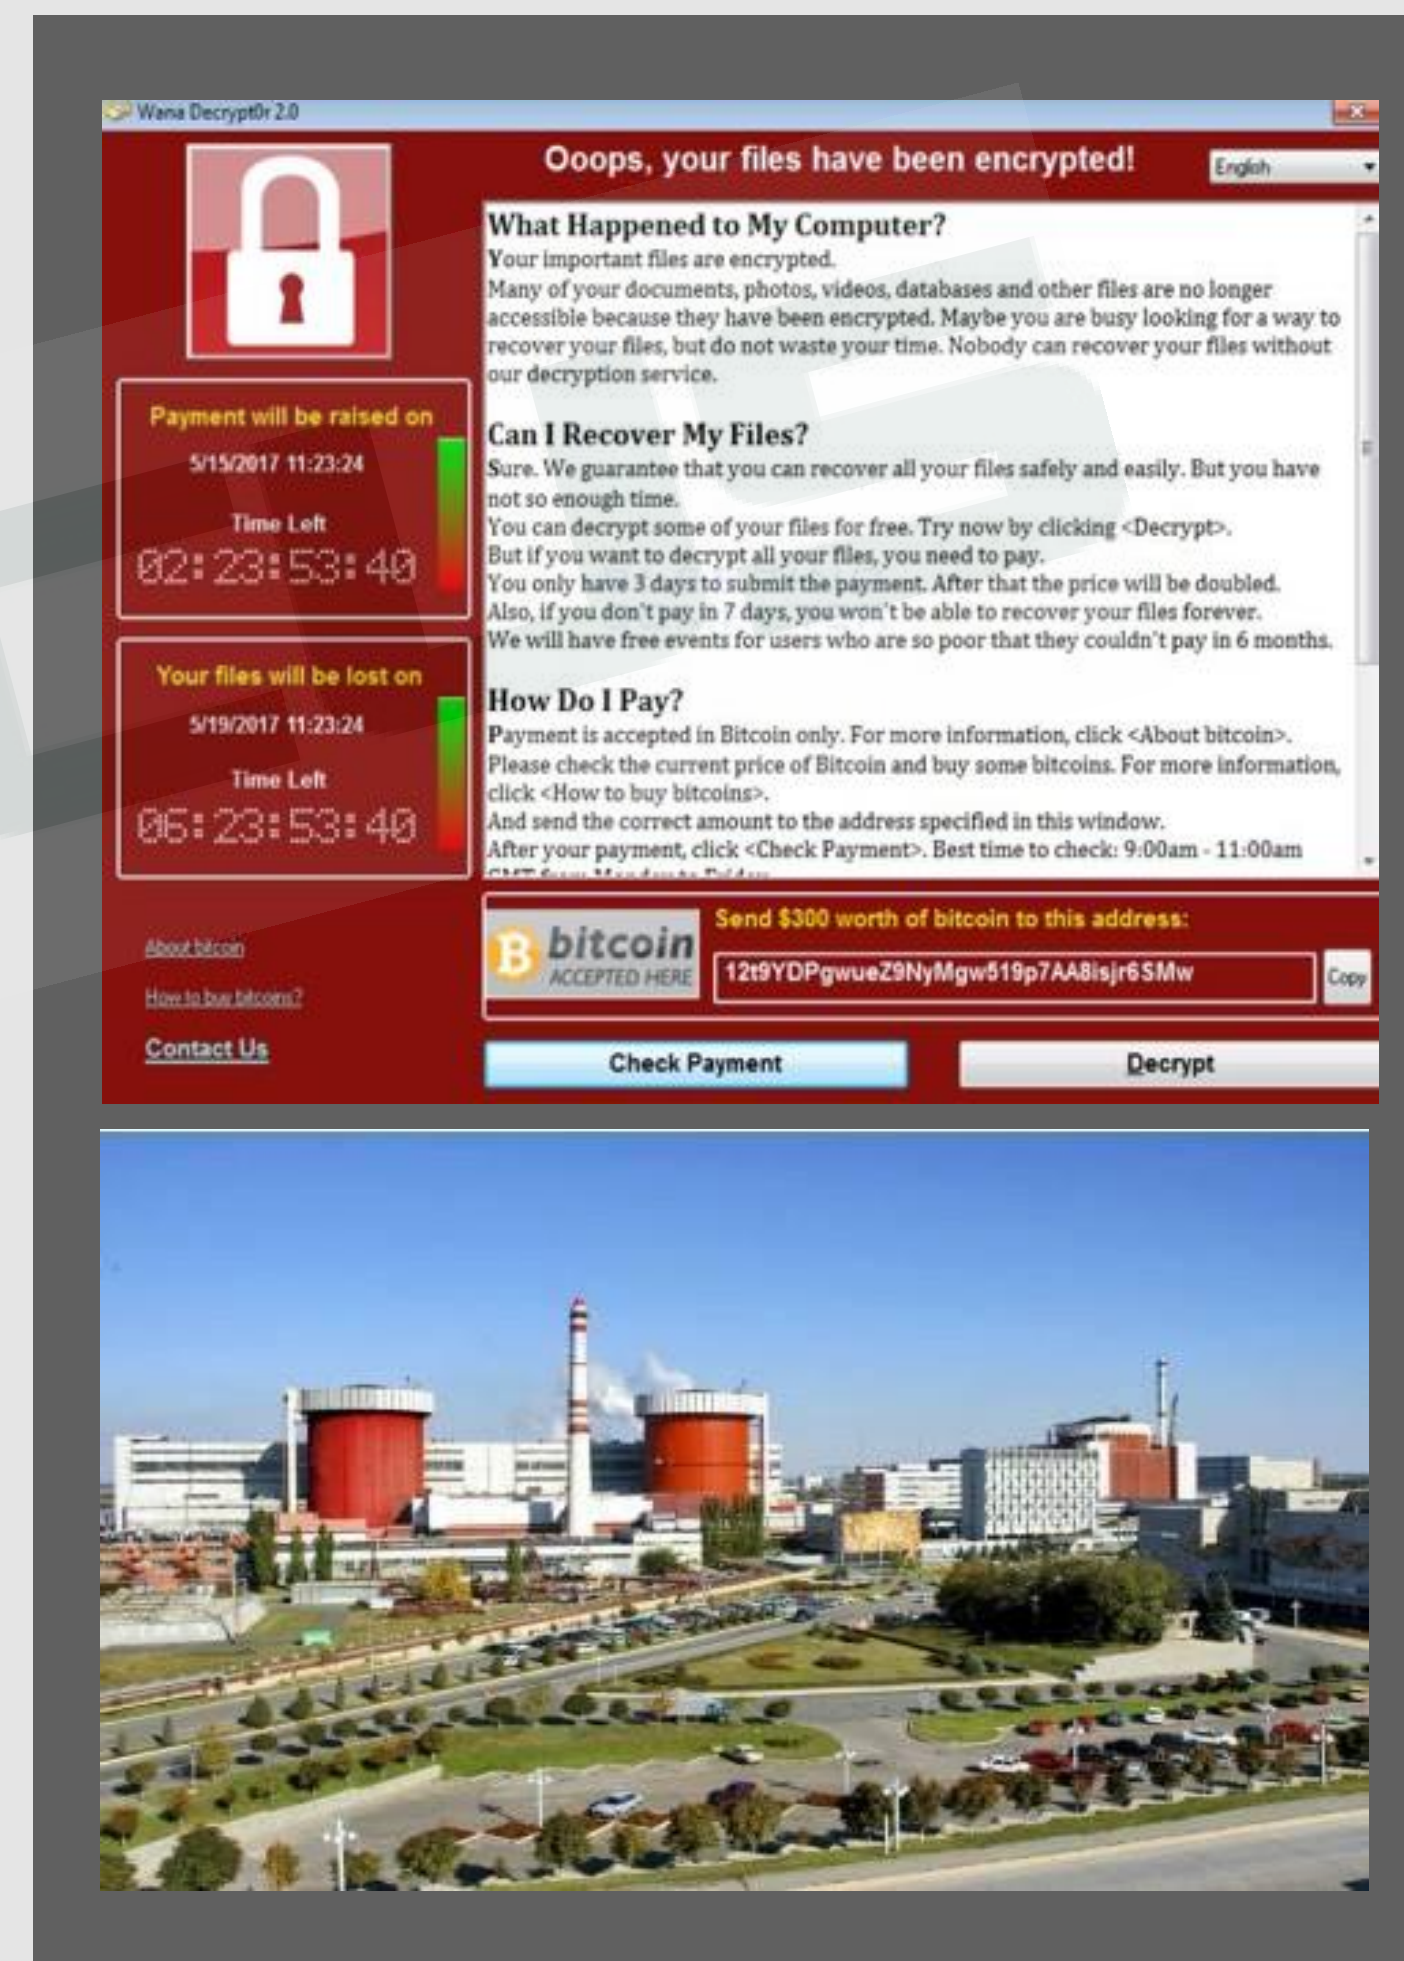 Wana Decrypt0r 2.0
Ooops, your files have been encrypted!
English
What Happened to My Computer?
Your important files are encrypted.
Many of your documents, photos, videos, databases and other files are no longer
accessible because they have been encrypted. Maybe you are busy looking for a way to
recover your files, but do not waste your time. Nobody can recover your files without
our decryption service.
Can I Recover My Files?
Sure. We guarantee that you can recover all your files safely and easily. But you have
not so enough time.
You can decrypt some of your files for free. Try now by clicking <Decrypt>.
But if you want to decrypt all your files, you need to pay.
You only have 3 days to submit the payment. After that the price will be doubled.
Also, if you don't pay in 7 days, you won't be able to recover your files forever.
We will have free events for users who are so poor that they couldn't pay in 6 months.
How Do I Pay?
Payment is accepted in Bitcoin only. For more information, click <About bitcoin>.
Please check the current price of Bitcoin and buy some bitcoins. For more information,
click <How to buy bitcoins>.
And send the correct amount to the address specified in this window.
After your payment, click <Check Payment>. Best time to check: 9:00am - 11:00am
GMT from Monday to Friday
Payment will be raised on
5/15/2017 11:23:24
Time Left
02:23:53:40
Your files will be lost on
5/19/2017 11:23:24
Time Left
06:23:53:40
About bitcoin
How to buy bitcoins?
Contact Us
bitcoin
ACCEPTED HERE
Send $300 worth of bitcoin to this address:
12t9YDPgwueZ9NyMgw519p7AA8isjr6SMw
Copy
Check Payment
Decrypt